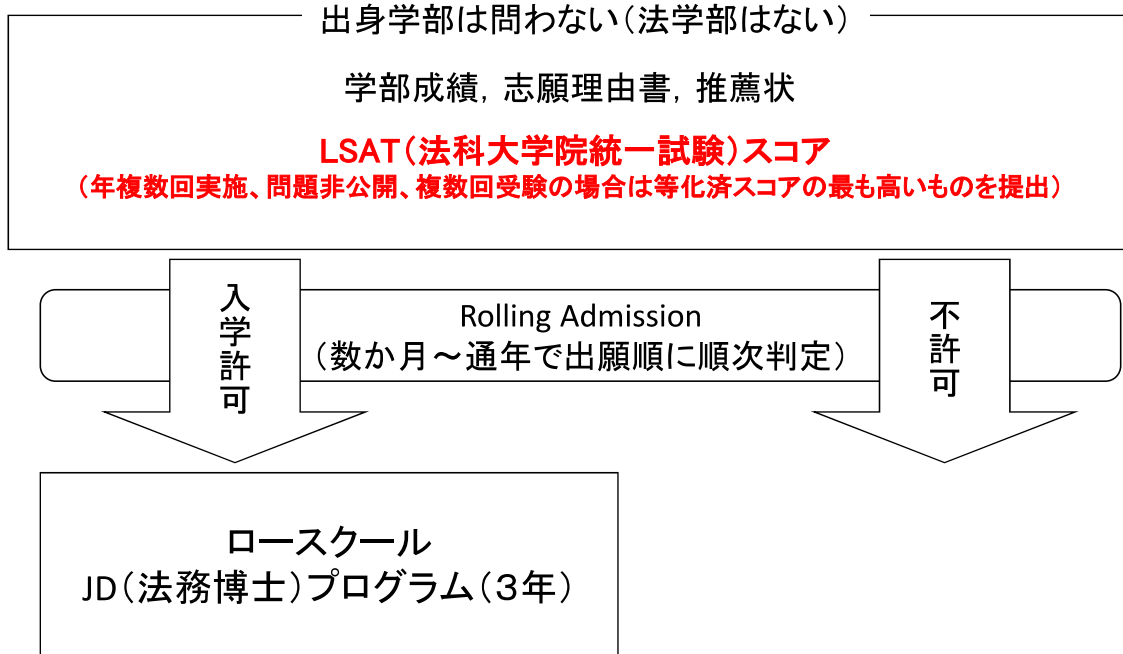 出身学部は問わない（法学部はない）
学部成績，志願理由書，推薦状
LSAT（法科大学院統一試験）スコア
（年複数回実施、問題非公開、複数回受験の場合は等化済スコアの最も高いものを提出）
入学許可
Rolling Admission
（数か月～通年で出願順に順次判定）
不許可
ロースクール
JD（法務博士）プログラム（３年）